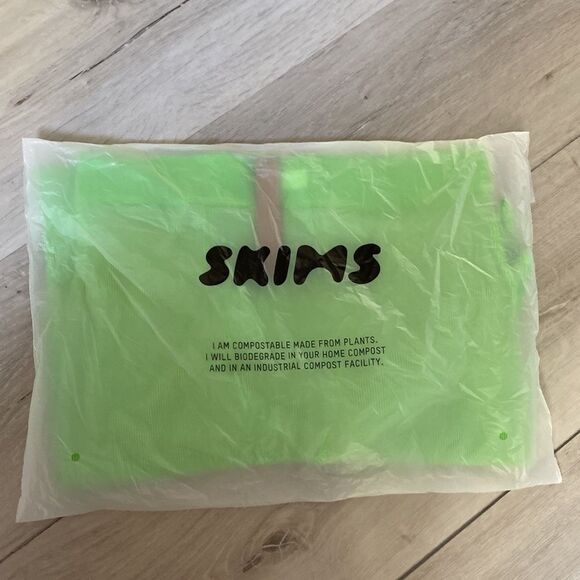 SKIMS
I AM COMPOSTABLE MADE FROM PLANTS.
I WILL BIODEGRADE IN YOUR HOME COMPOST
AND IN AN INDUSTRIAL COMPOST FACILITY.